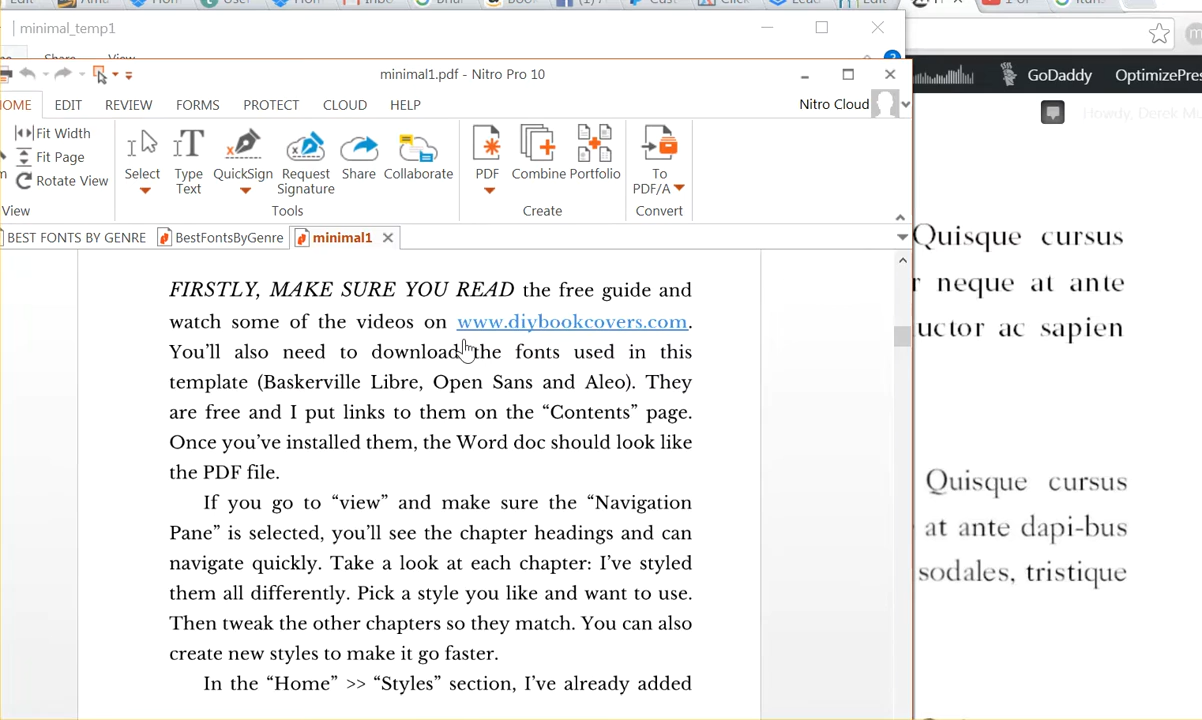 Edit
minimal_temp1
Share
View
minimal1.pdf - Nitro Pro 10
HOME EDIT REVIEW FORMS PROTECT CLOUD HELP
Nitro Cloud
GoDaddy OptimizePres
Howdy, Derek Mu
Fit Width
Fit Page
Rotate View
View
Select
Type Text
QuickSign
Request Signature
Share
Collaborate
Tools
PDF
Combine
Portfolio
Create
To PDF/A
Convert
BEST FONTS BY GENRE BestFontsByGenre minimal1
FIRSTLY, MAKE SURE YOU READ the free guide and
watch some of the videos on www.diybookcovers.com.
You’ll also need to download the fonts used in this
template (Baskerville Libre, Open Sans and Aleo). They
are free and I put links to them on the “Contents” page.
Once you’ve installed them, the Word doc should look like
the PDF file.
If you go to “view” and make sure the “Navigation
Pane” is selected, you’ll see the chapter headings and can
navigate quickly. Take a look at each chapter: I’ve styled
them all differently. Pick a style you like and want to use.
Then tweak the other chapters so they match. You can also
create new styles to make it go faster.
In the “Home” >> “Styles” section, I’ve already added
Quisque cursus
r neque at ante
uctor ac sapien
Quisque cursus
at ante dapi-bus
sodales, tristique